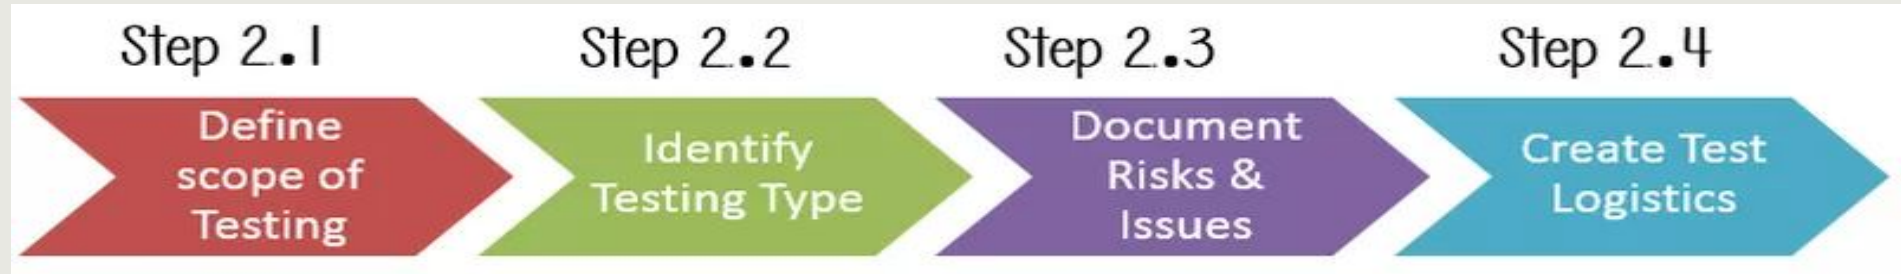 Step 2.1
Define
scope of
Testing
Step 2.2
Identify
Testing Type
Step 2.3
Document
Risks &
Issues
Step 2.4
Create Test
Logistics